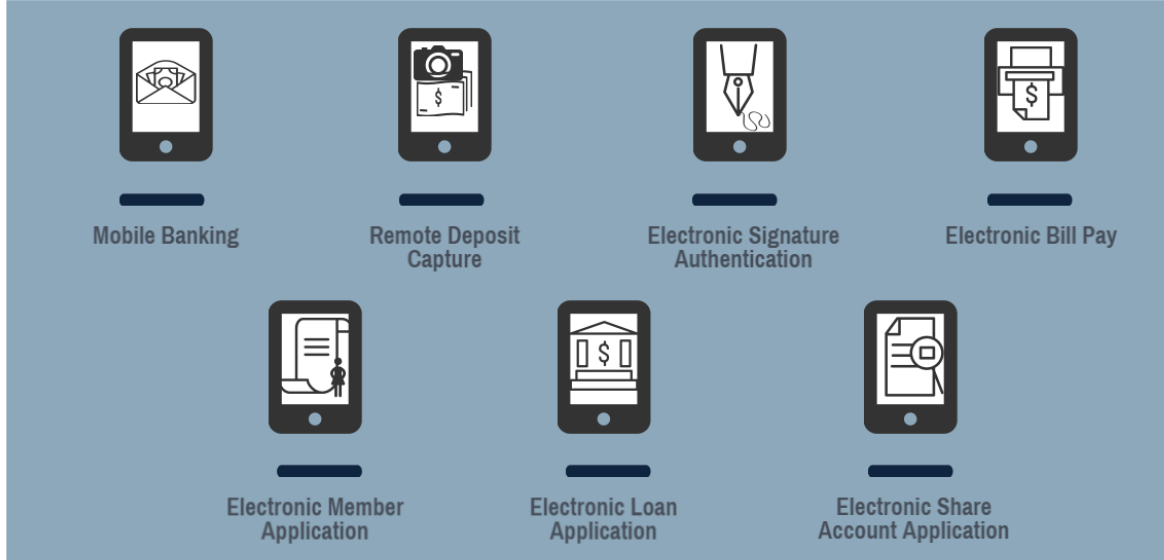 $
$
Mobile Banking
Remote Deposit
Capture
Electronic Signature
Authentication
Electronic Bill Pay
$
Electronic Member
Application
Electronic Loan
Application
Electronic Share
Account Application